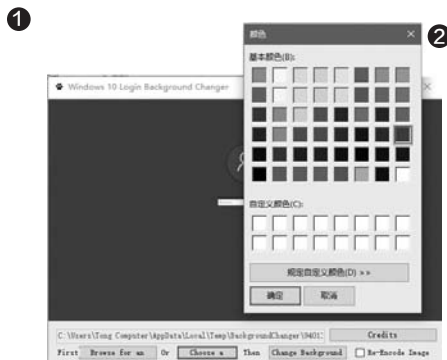 ❶
❷
颜色
基本颜色(B):
Windows 10 Login Background Changer
自定义颜色(C):
规定自定义颜色(D) >>
确定 取消
C:\Users\Tong Computer\AppData\Local\Temp\BackgroundChanger\9401 Credits
First Browse for an Or Choose a Then Change Background Re-Encode Image